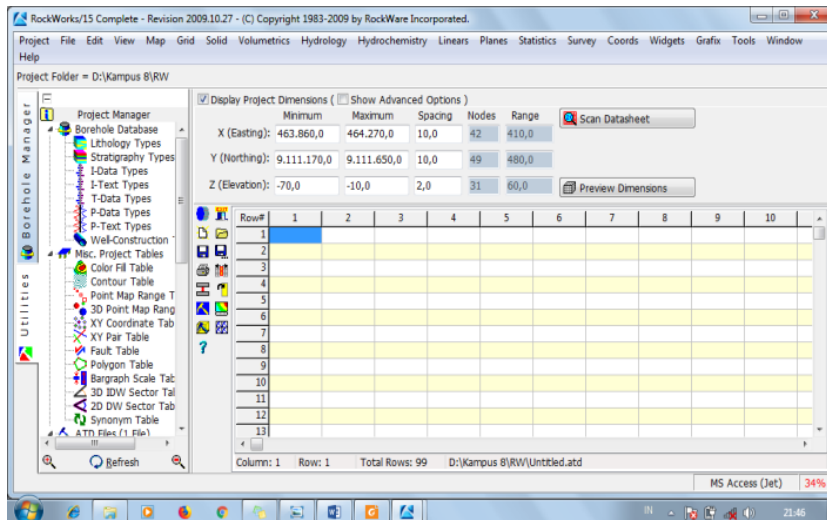 RockWorks/15 Complete - Revision 2009.10.27 - (C) Copyright 1983-2009 by RockWare Incorporated.
Project File Edit View Map Grid Solid Volumetrics Hydrology Hydrochemistry Linears Planes Statistics Survey Coords Widgets Grafix Tools Window
Help
Project Folder = D:\Kampus 8\RW
Borehole Manager
Utilities
Project Manager
Borehole Database
Lithology Types
Stratigraphy Types
I-Data Types
I-Text Types
T-Data Types
P-Data Types
P-Text Types
Well-Construction
Misc. Project Tables
Color Fill Table
Contour Table
Point Map Range T
3D Point Map Rang
XY Coordinate Tab
XY Pair Table
Fault Table
Polygon Table
Bargraph Scale Tab
3D IDW Sector Tal
2D DW Sector Tab
Synonym Table
ATD Files (1 File)
Refresh
Display Project Dimensions ( Show Advanced Options )
Minimum Maximum Spacing Nodes Range
Scan Datasheet
X (Easting): 463.860,0 464.270,0 10,0 42 410,0
Y (Northing): 9.111.170,0 9.111.650,0 10,0 49 480,0
Z (Elevation): -70,0 -10,0 2,0 31 60,0
Preview Dimensions
Row# 1 2 3 4 5 6 7 8 9 10
1
2
3
4
5
6
7
8
9
10
11
12
13
Column: 1 Row: 1 Total Rows: 99 D:\Kampus 8\RW\Untitled.atd
MS Access (Jet) 34%
IN 21:46